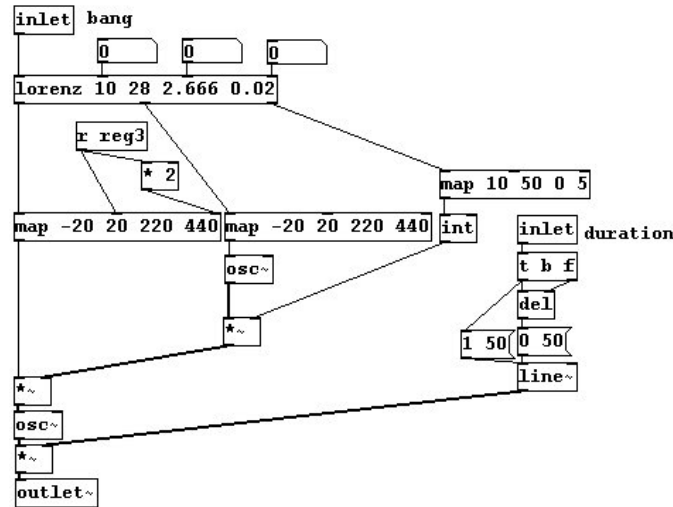 inlet bang
0 0 0
lorenz 10 28 2.666 0.02
r reg3
* 2
map 10 50 0 5
map -20 20 220 440
map -20 20 220 440
int
inlet duration
osc~
t b f
del
*~
1 50
0 50
line~
*~
osc~
*~
outlet~